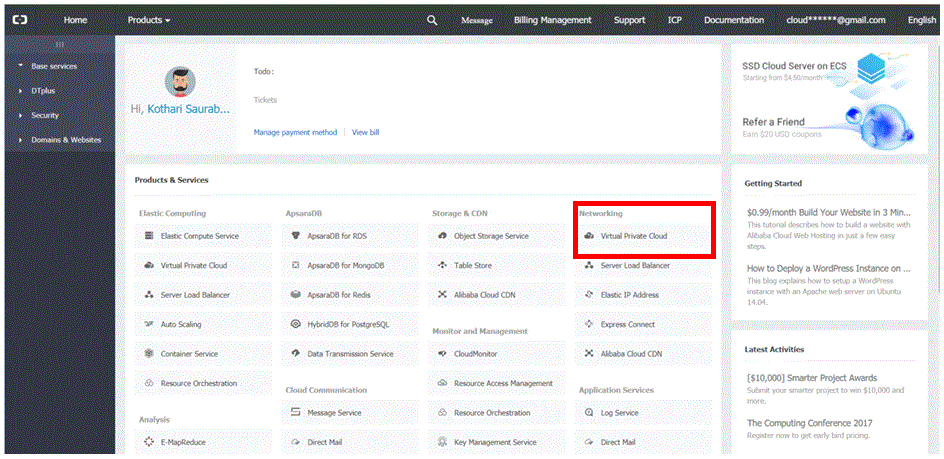 Home
Products
Message
Billing Management
Support
ICP
Documentation
cloud******@gmail.com
English
Base services
DTplus
Security
Domains & Websites
Hi, Kothari Saurab...
Todo:
Tickets
Manage payment method
View bill
SSD Cloud Server on ECS
Starting from $4.50/month
Refer a Friend
Earn $20 USD coupons
Products & Services
Elastic Computing
Elastic Compute Service
Virtual Private Cloud
Server Load Balancer
Auto Scaling
Container Service
Resource Orchestration
Analysis
E-MapReduce
ApsaraDB
ApsaraDB for RDS
ApsaraDB for MongoDB
ApsaraDB for Redis
HybridDB for PostgreSQL
Data Transmission Service
Cloud Communication
Message Service
Direct Mail
Storage & CDN
Object Storage Service
Table Store
Alibaba Cloud CDN
Monitor and Management
CloudMonitor
Resource Access Management
Resource Orchestration
Key Management Service
Networking
Virtual Private Cloud
Server Load Balancer
Elastic IP Address
Express Connect
Alibaba Cloud CDN
Application Services
Log Service
Direct Mail
Getting Started
$0.99/month Build Your Website in 3 Min...
This tutorial describes how to build a website with
Alibaba Cloud Web Hosting in just a few easy
steps.
How to Deploy a WordPress Instance on ...
This blog explains how to setup a WordPress
instance with an Apache web server on Ubuntu
14.04.
Latest Activities
[$10,000] Smarter Project Awards
Submit your smarter project to win $10,000 and
more.
The Computing Conference 2017
Register now to get early bird pricing.